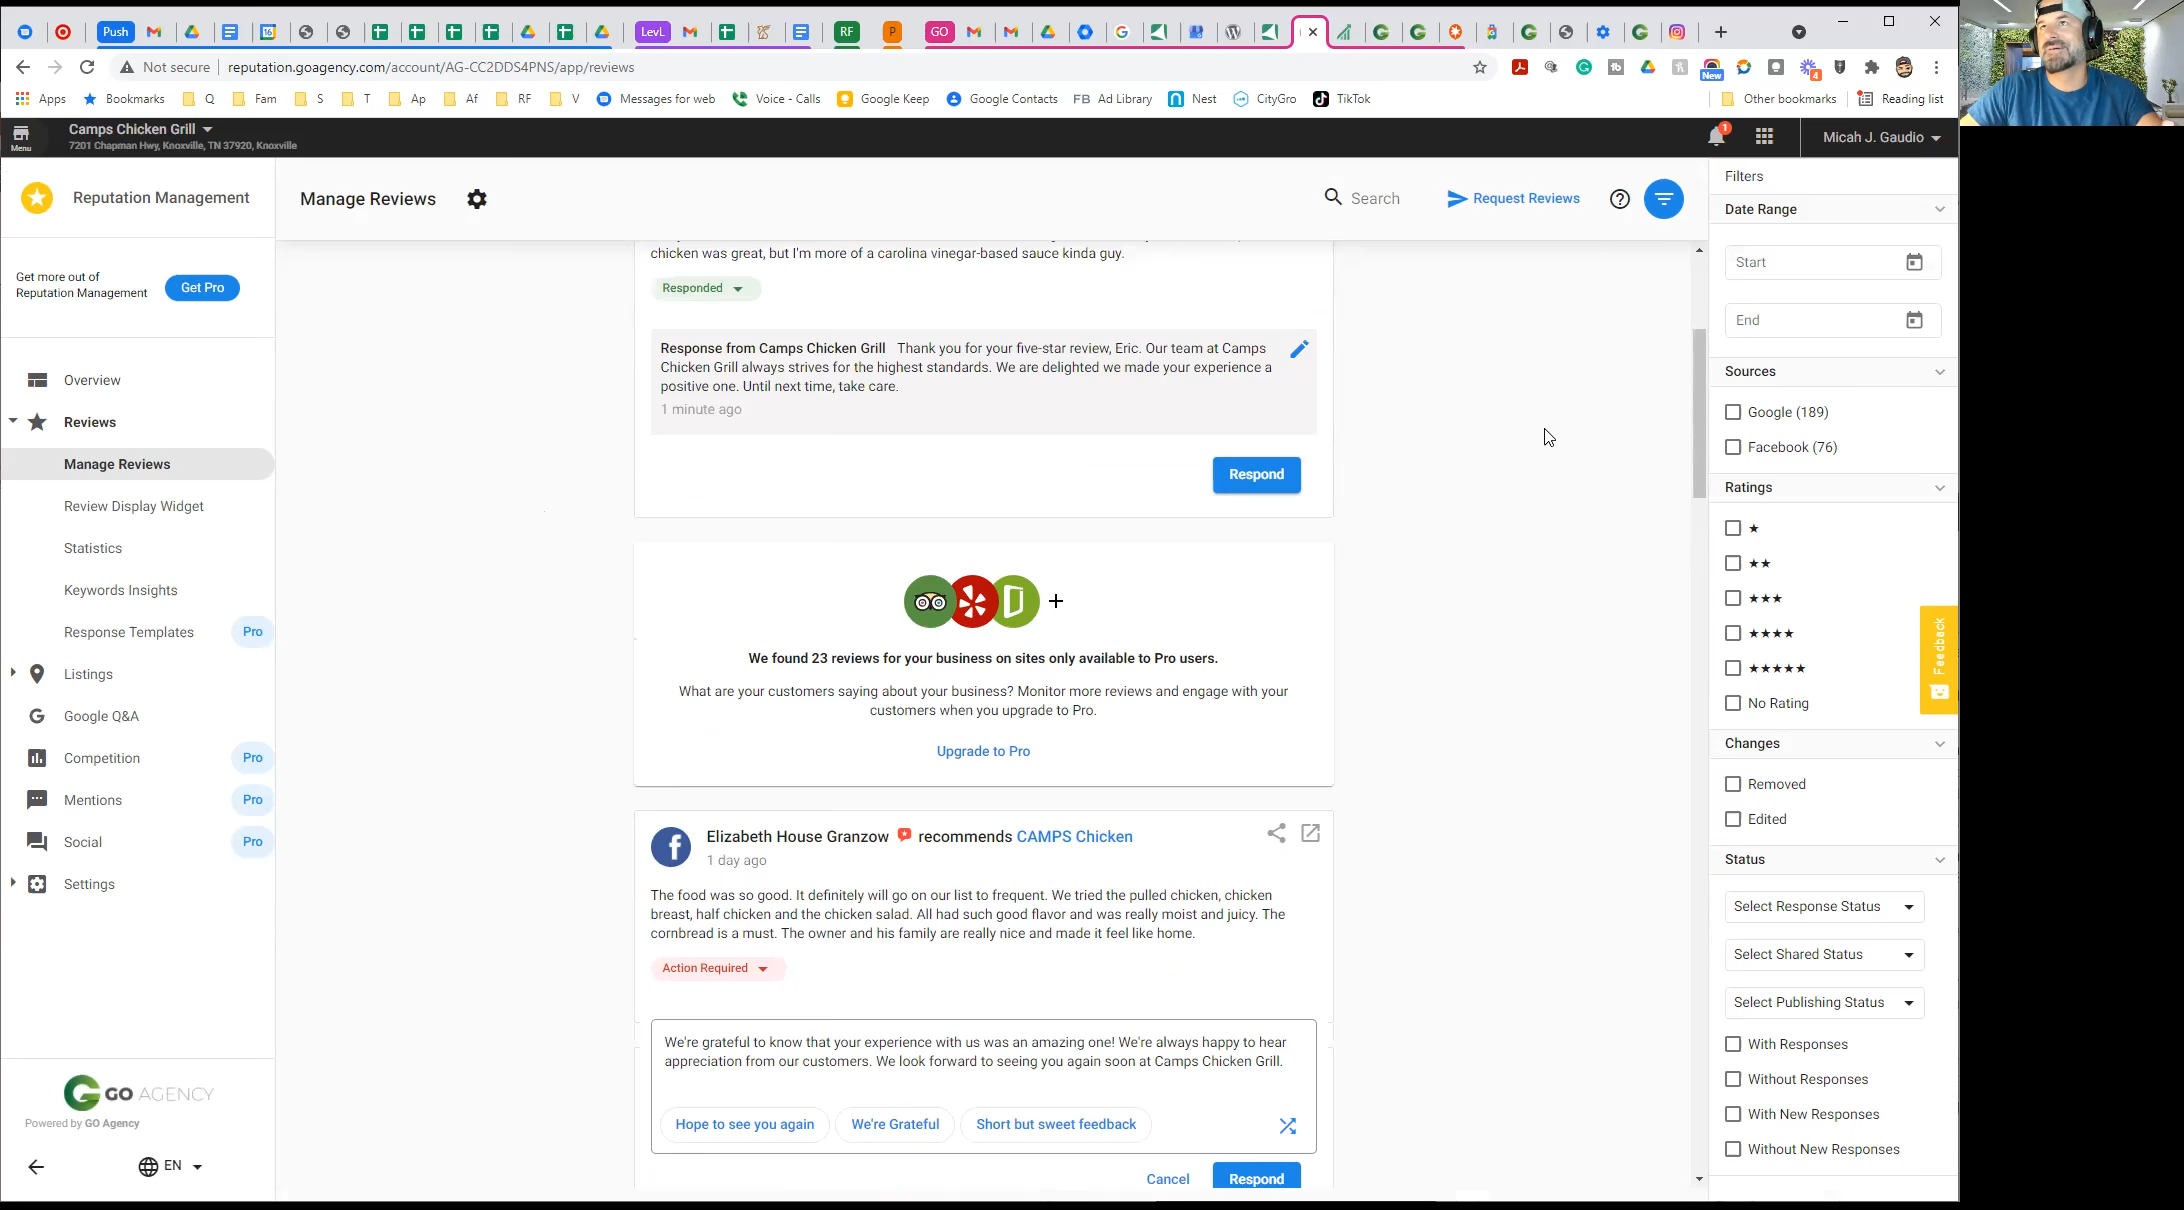 Push
LevL
RF
P
GO
Not secure
reputation.goagency.com/account/AG-CC2DDS4PNS/app/reviews
New
4
Apps
Bookmarks
Q
Fam
S
T
Ap
Af
RF
V
Messages for web
Voice - Calls
Google Keep
Google Contacts
FB Ad Library
Nest
CityGro
TikTok
Other bookmarks
Reading list
Menu
Camps Chicken Grill
7201 Chapman Hwy, Knoxville, TN 37920, Knoxville
1
Micah J. Gaudio
Reputation Management
Get more out of
Reputation Management
Get Pro
Overview
Reviews
Manage Reviews
Review Display Widget
Statistics
Keywords Insights
Response Templates Pro
Listings
Google Q&A
Competition Pro
Mentions Pro
Social Pro
Settings
GO AGENCY
Powered by GO Agency
EN
Manage Reviews
Search
Request Reviews
chicken was great, but I'm more of a carolina vinegar-based sauce kinda guy.
Responded
Response from Camps Chicken Grill Thank you for your five-star review, Eric. Our team at Camps
Chicken Grill always strives for the highest standards. We are delighted we made your experience a
positive one. Until next time, take care.
1 minute ago
Respond
We found 23 reviews for your business on sites only available to Pro users.
What are your customers saying about your business? Monitor more reviews and engage with your
customers when you upgrade to Pro.
Upgrade to Pro
Elizabeth House Granzow recommends CAMPS Chicken
1 day ago
The food was so good. It definitely will go on our list to frequent. We tried the pulled chicken, chicken
breast, half chicken and the chicken salad. All had such good flavor and was really moist and juicy. The
cornbread is a must. The owner and his family are really nice and made it feel like home.
Action Required
We're grateful to know that your experience with us was an amazing one! We're always happy to hear
appreciation from our customers. We look forward to seeing you again soon at Camps Chicken Grill.
Hope to see you again
We're Grateful
Short but sweet feedback
Cancel
Respond
Filters
Date Range
Start
End
Sources
Google (189)
Facebook (76)
Ratings
★
★★
★★★
★★★★
★★★★★
No Rating
Changes
Removed
Edited
Status
Select Response Status
Select Shared Status
Select Publishing Status
With Responses
Without Responses
With New Responses
Without New Responses
Feedback